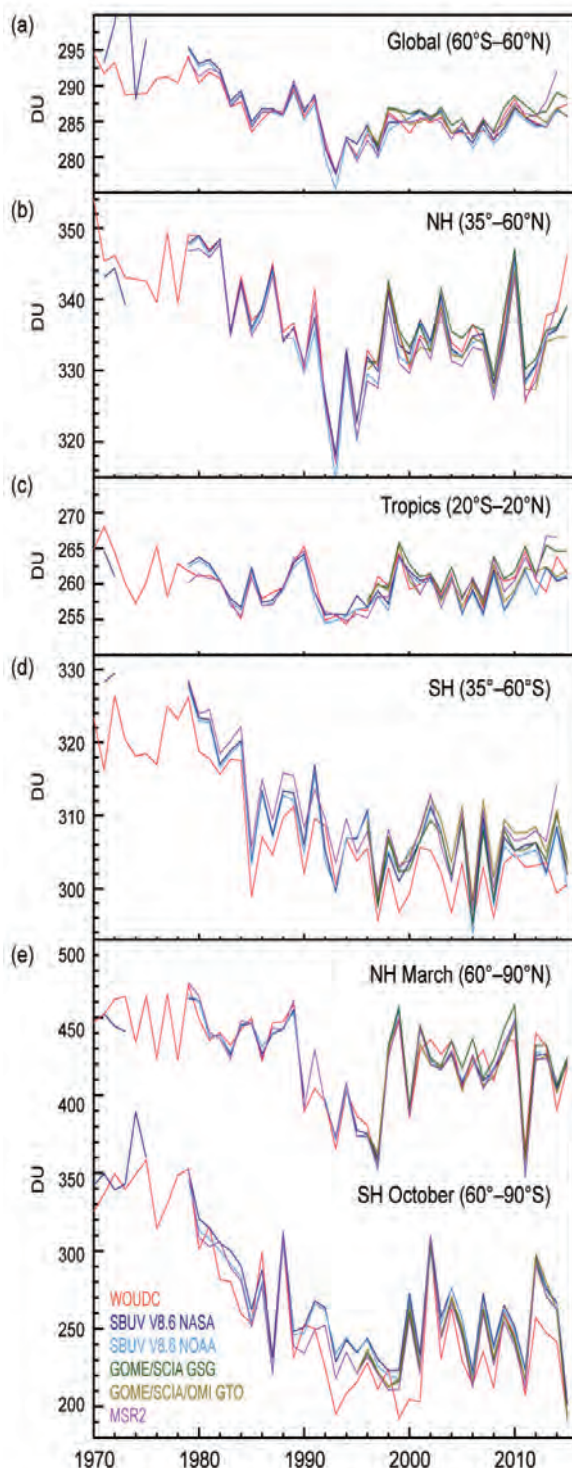 (a)
Global (60°S–60°N)
295
290
285
280
DU
(b)
NH (35°–60°N)
350
340
330
320
DU
(c)
Tropics (20°S–20°N)
270
265
260
255
DU
(d)
SH (35°–60°S)
330
320
310
300
DU
(e)
NH March (60°–90°N)
500
450
400
350
300
250
200
DU
SH October (60°–90°S)
WOUDC
SBUV V8.6 NASA
SBUV V8.6 NOAA
GOME/SCIA GSG
GOME/SCIA/OMI GTO
MSR2
1970 1980 1990 2000 2010